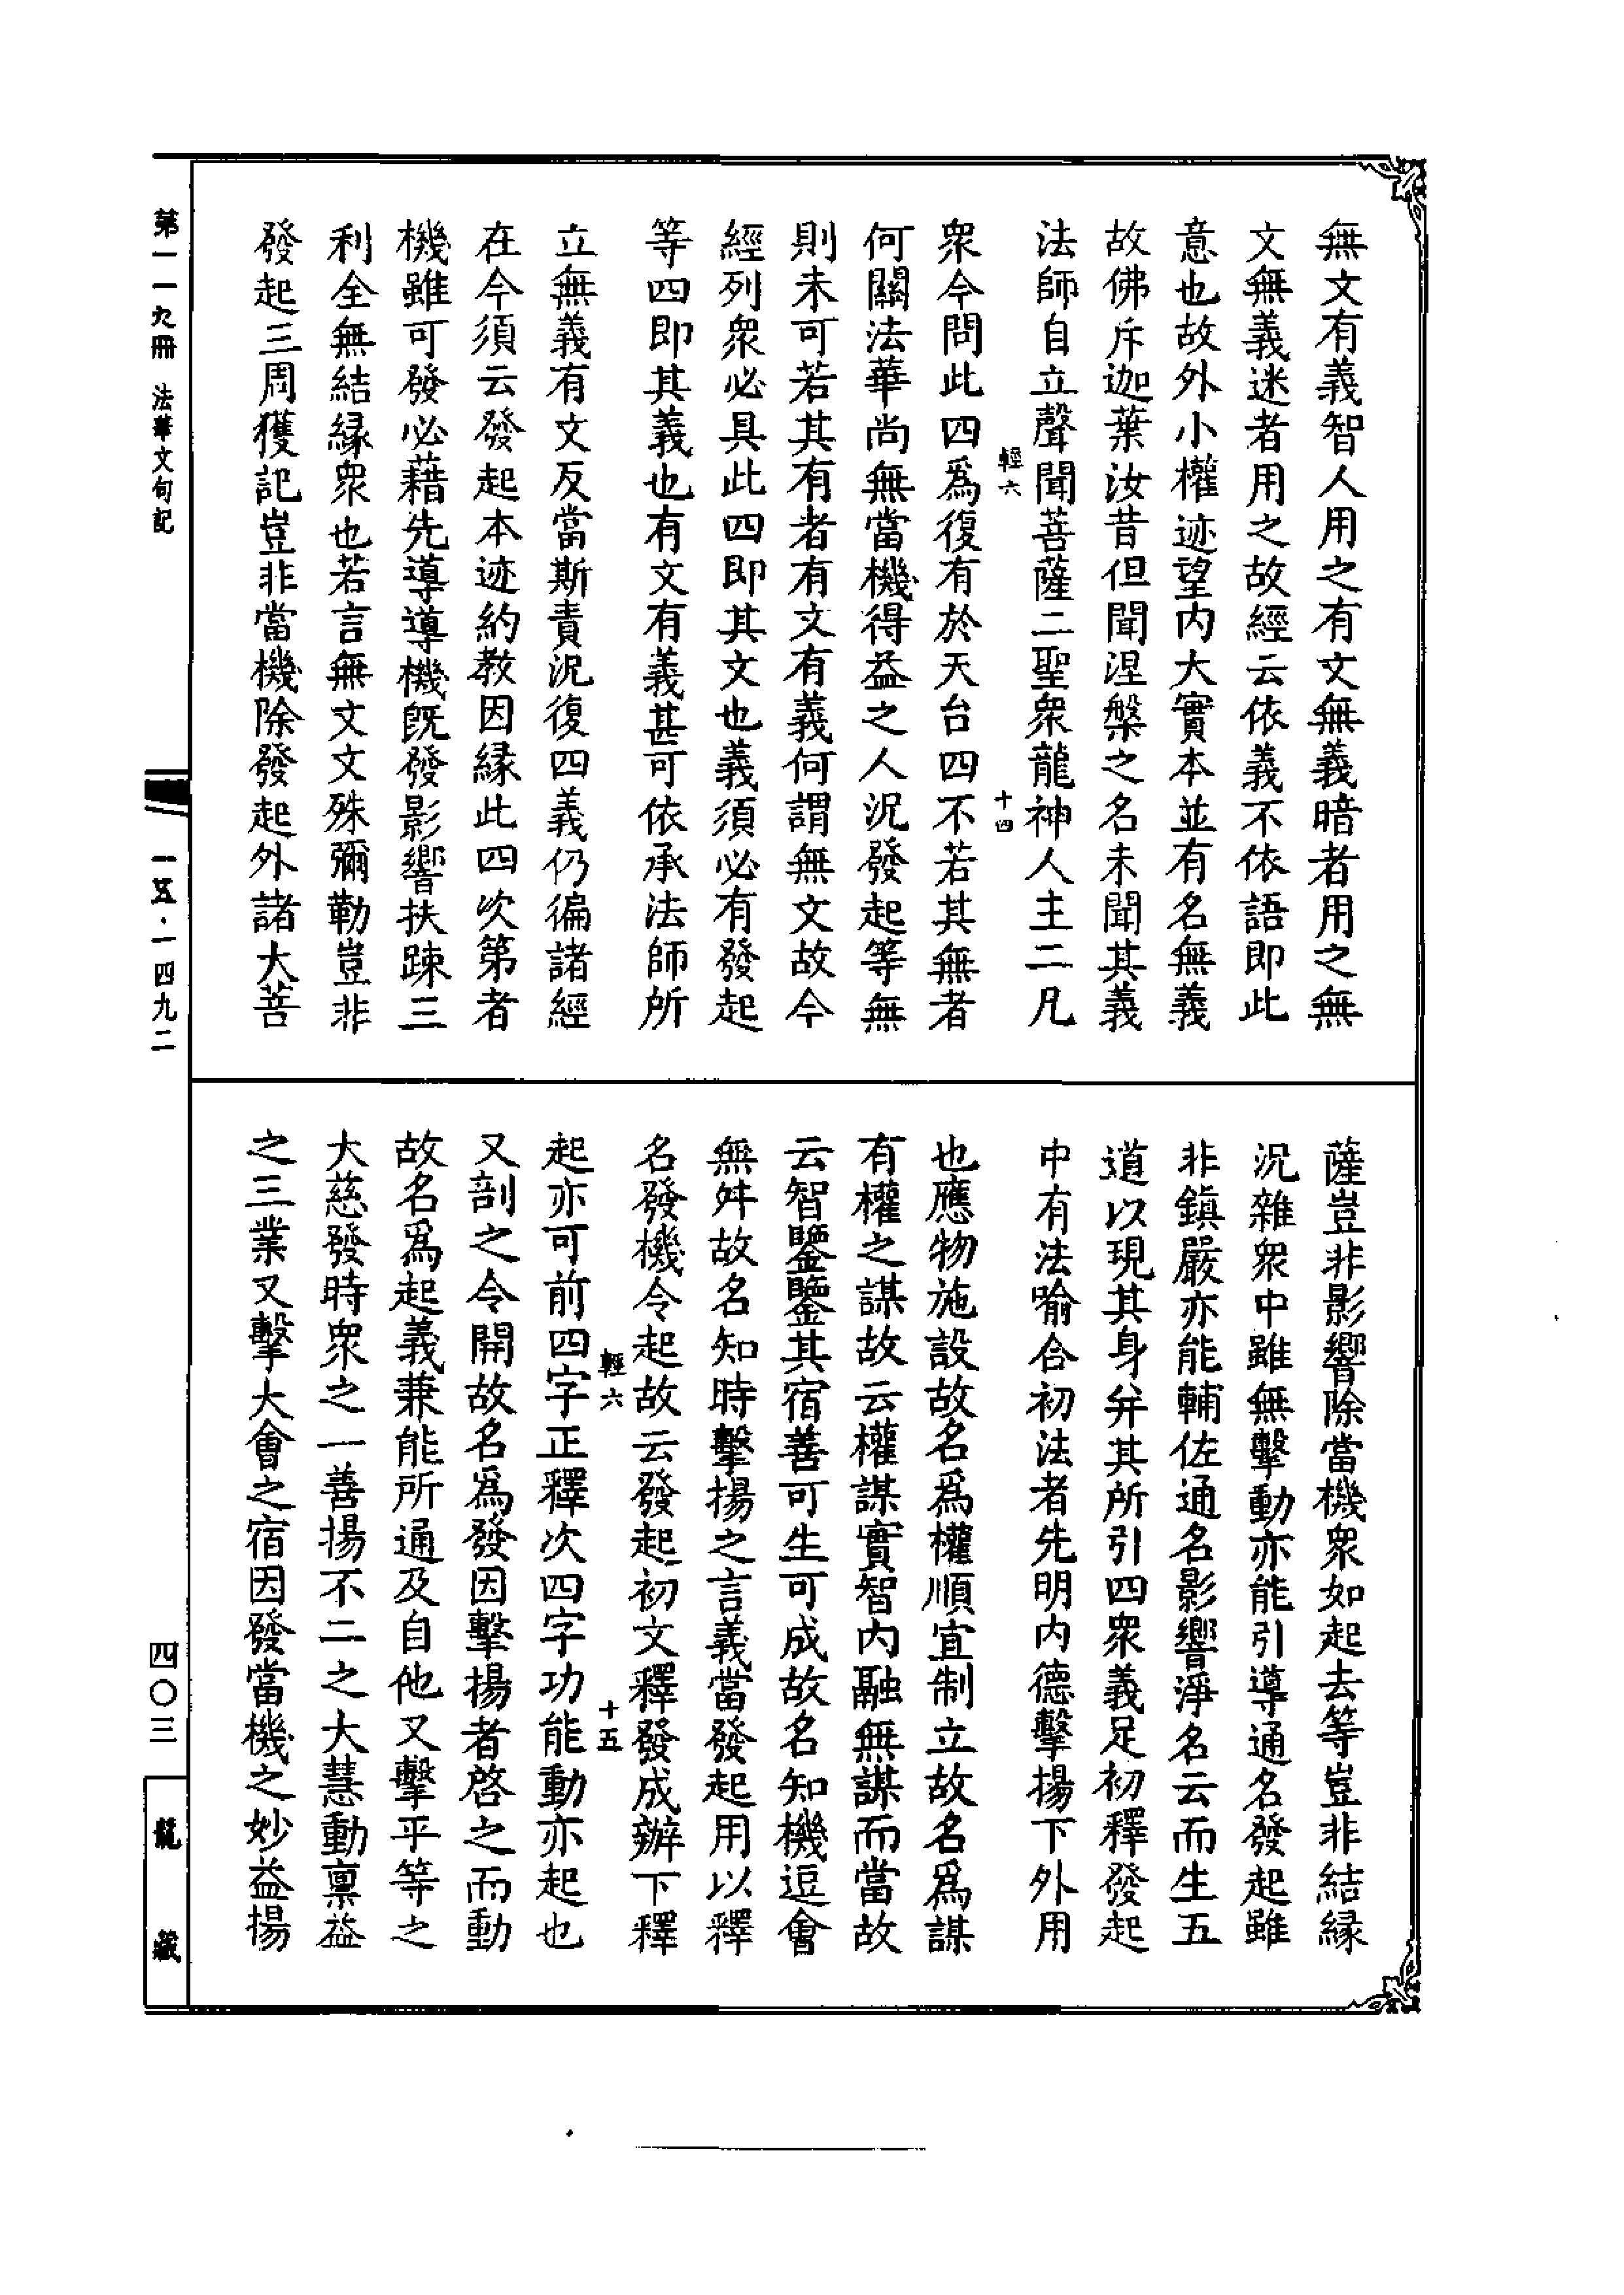 無文有義智人用之有文無義暗者用之無
文無義迷者用之故經云依義不依語即此
意也故外小權迹望内大實本並有名無義
故佛斥迦葉汝昔但聞涅槃之名未聞其義
法師自立聲聞菩薩二聖衆龍神人主二凡
輕六 十四
衆今問此四爲復有於天台四不若其無者
何關法華尚無當機得益之人況發起等無
則未可若其有者有文有義何謂無文故今
經列衆必具此四即其文也義須必有發起
等四即其義也有文有義甚可依承法師所
立無義有文反當斯責況復四義仍徧諸經
在今須云發起本迹約教因緣此四次第者
機雖可發必藉先導導機既發影響扶踈三
利全無結緣衆也若言無文文殊彌勒豈非
發起三周獲記豈非當機除發起外諸大菩
薩豈非影響除當機衆如起去等豈非結緣
況雜衆中雖無擊動亦能引導通名發起雖
非鎮嚴亦能輔佐通名影響淨名云而生五
道以現其身并其所引四衆義足初釋發起
中有法喻合初法者先明内德擊揚下外用
也應物施設故名爲權順宜制立故名爲謀
有權之謀故云權謀實智内融無謀而當故
云智鑒鑒其宿善可生可成故名知機逗會
無舛故名知時擊揚之言義當發起用以釋
名發機令起故云發起初文釋發成辦下釋
輕六 十五
起亦可前四字正釋次四字功能動亦起也
又剖之令開故名爲發因擊揚者啓之而動
故名爲起義兼能所通及自他又擊平等之
大慈發時衆之一善揚不二之大慧動稟益
之三業又擊大會之宿因發當機之妙益揚
第一一九冊 法華文句記
一五·一四九二
四〇三
龍藏